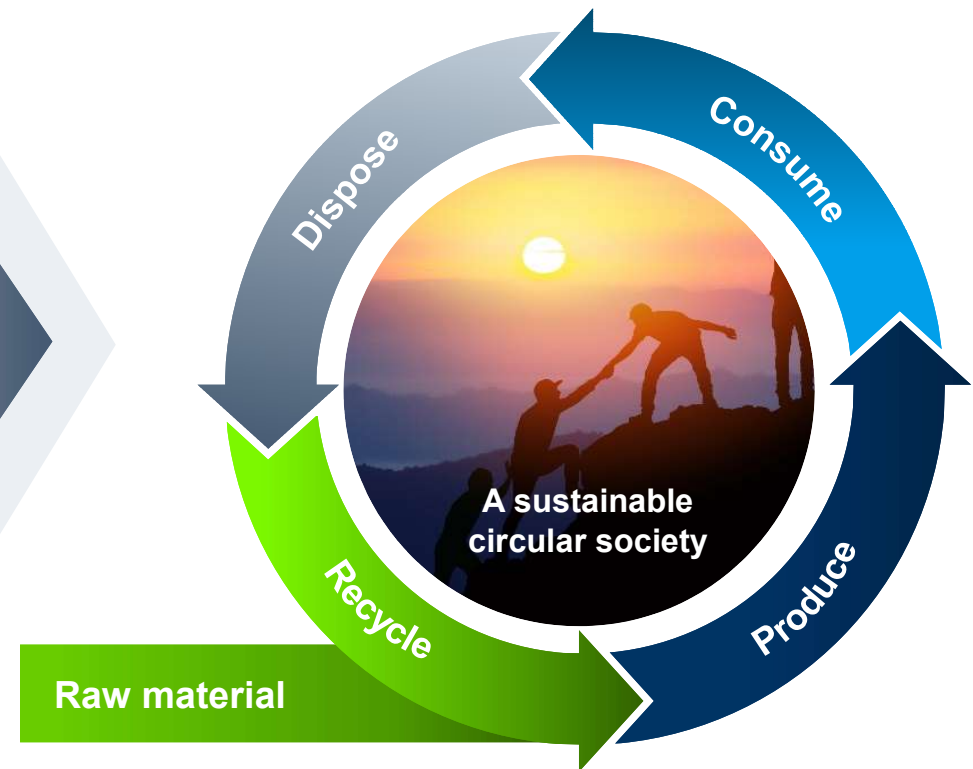 Consume
Dispose
A sustainable
circular society
Recycle
Produce
Raw material